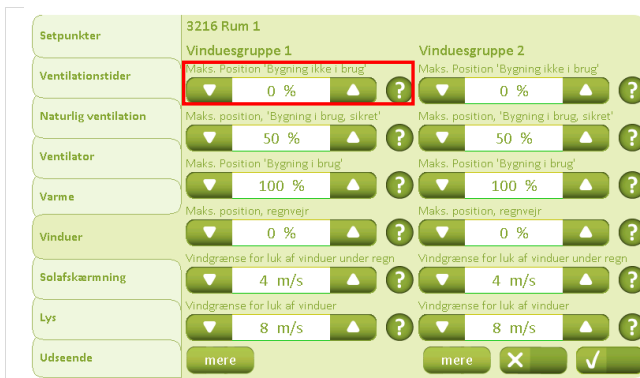 Setpunkter
Ventilationstider
Naturlig ventilation
Ventilator
Varme
Vinduer
Solafskærmning
Lys
Udseende
3216 Rum 1
Vinduesgruppe 1
Maks. Position 'Bygning ikke i brug'
0 %
?
Maks. position, 'Bygning i brug, sikret'
50 %
?
Maks. Position 'Bygning i brug'
100 %
?
Maks. position, regnvejr
0 %
?
Vindgrænse for luk af vinduer under regn
4 m/s
?
Vindgrænse for luk af vinduer
8 m/s
?
mere
Vinduesgruppe 2
Maks. Position 'Bygning ikke i brug'
0 %
?
Maks. position, 'Bygning i brug, sikret'
50 %
?
Maks. Position 'Bygning i brug'
100 %
?
Maks. position, regnvejr
0 %
?
Vindgrænse for luk af vinduer under regn
4 m/s
?
Vindgrænse for luk af vinduer
8 m/s
?
mere